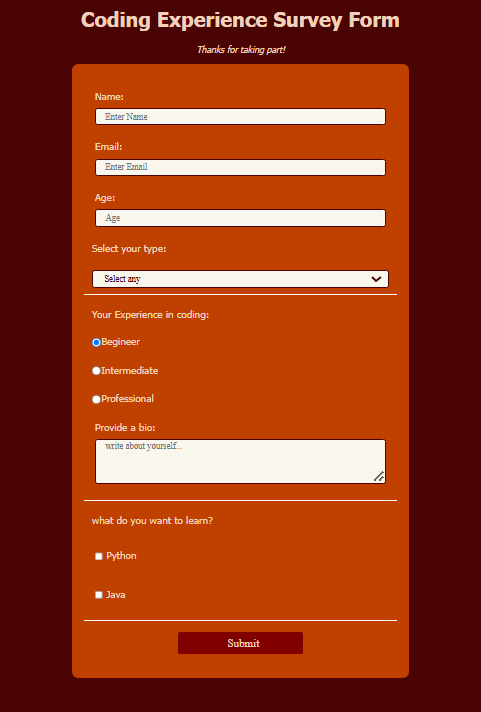 Coding Experience Survey Form
Thanks for taking part!
Name:
Enter Name
Email:
Enter Email
Age:
Age
Select your type:
Select any
Your Experience in coding:
Begineer
Intermediate
Professional
Provide a bio:
write about yourself...
what do you want to learn?
Python
Java
Submit